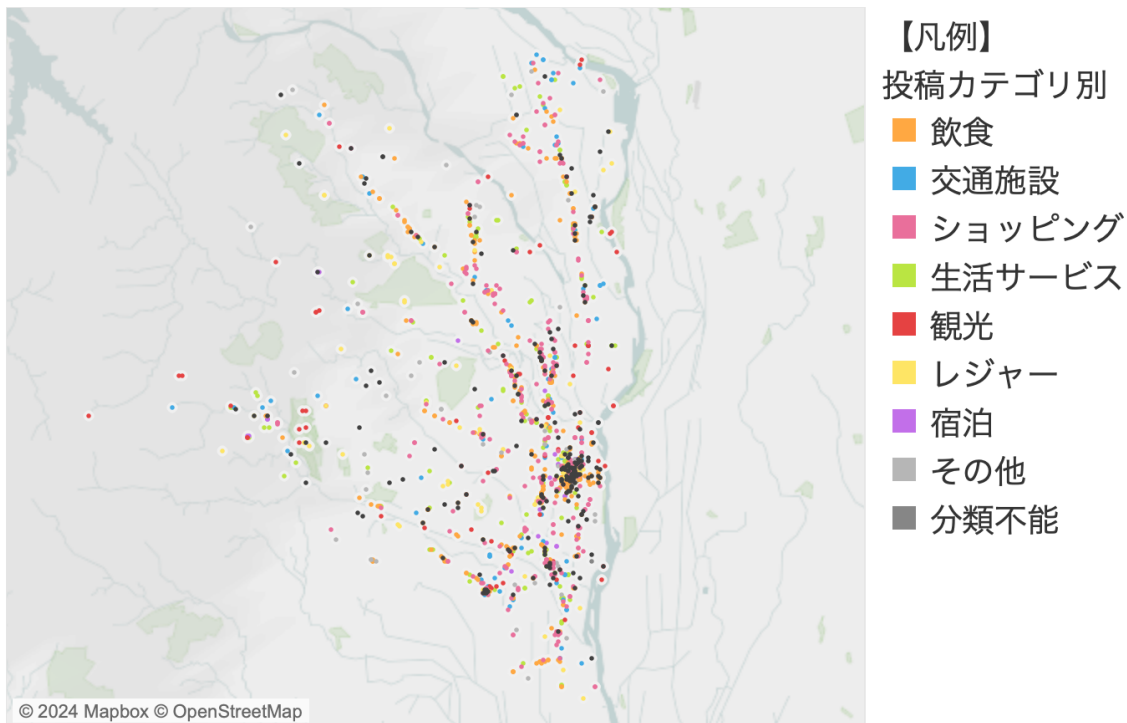 【凡例】
投稿カテゴリ別
飲食
交通施設
ショッピング
生活サービス
観光
レジャー
宿泊
その他
分類不能
© 2024 Mapbox © OpenStreetMap